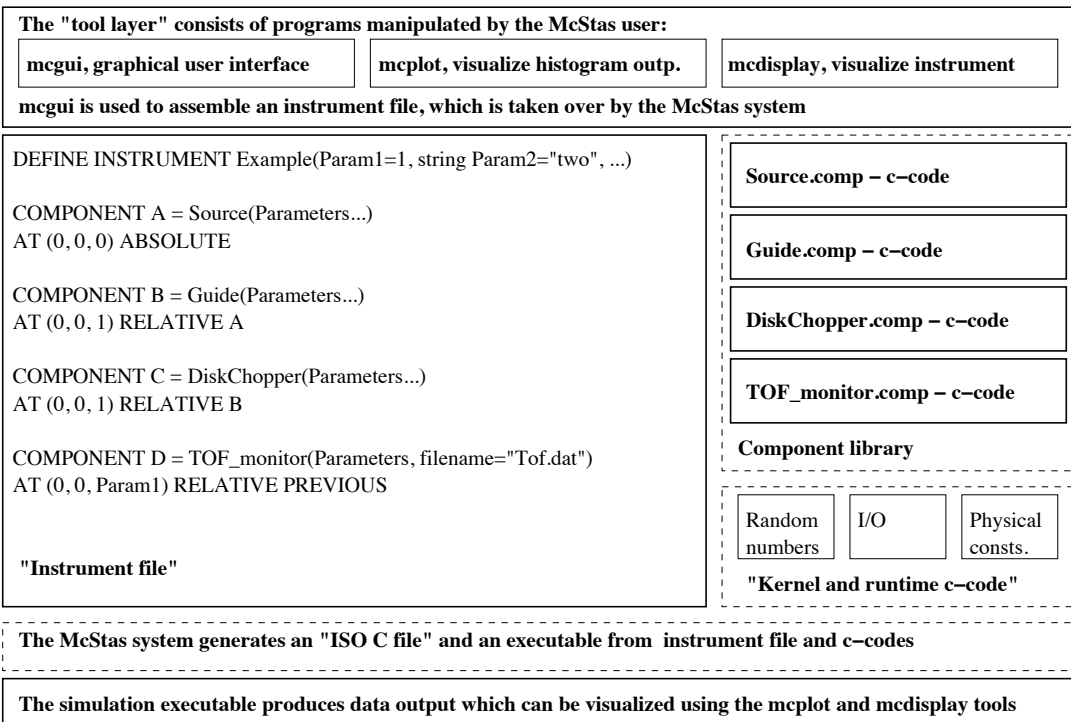 The "tool layer" consists of programs manipulated by the McStas user:
mcgui, graphical user interface
mcplot, visualize histogram outp.
mcdisplay, visualize instrument
mcgui is used to assemble an instrument file, which is taken over by the McStas system
DEFINE INSTRUMENT Example(Param1=1, string Param2="two", ...)
COMPONENT A = Source(Parameters...)
AT (0, 0, 0) ABSOLUTE
COMPONENT B = Guide(Parameters...)
AT (0, 0, 1) RELATIVE A
COMPONENT C = DiskChopper(Parameters...)
AT (0, 0, 1) RELATIVE B
COMPONENT D = TOF_monitor(Parameters, filename="Tof.dat")
AT (0, 0, Param1) RELATIVE PREVIOUS
"Instrument file"
Source.comp − c−code
Guide.comp − c−code
DiskChopper.comp − c−code
TOF_monitor.comp − c−code
Component library
Random
numbers
I/O
Physical
consts.
"Kernel and runtime c−code"
The McStas system generates an "ISO C file" and an executable from instrument file and c−codes
The simulation executable produces data output which can be visualized using the mcplot and mcdisplay tools